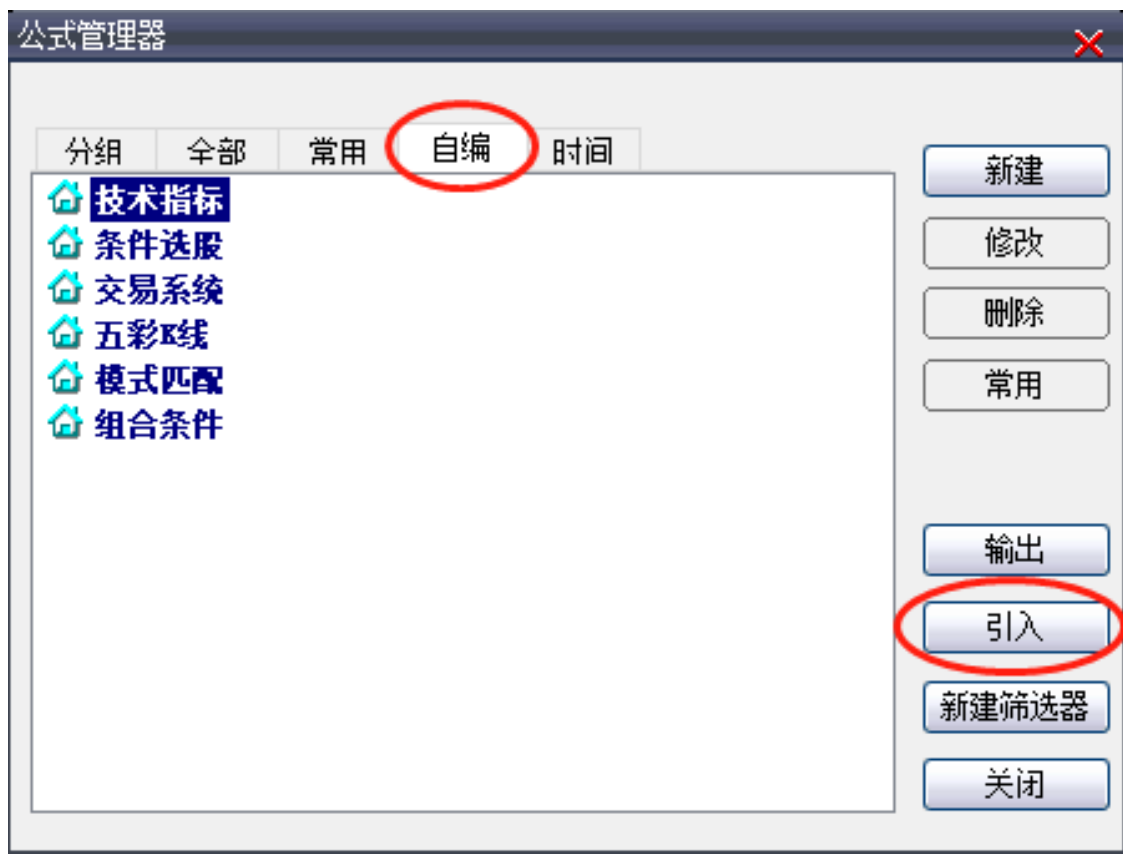 公式管理器
分组 全部 常用 自编 时间
技术指标
条件选股
交易系统
五彩K线
模式匹配
组合条件
新建
修改
删除
常用
输出
引入
新建筛选器
关闭